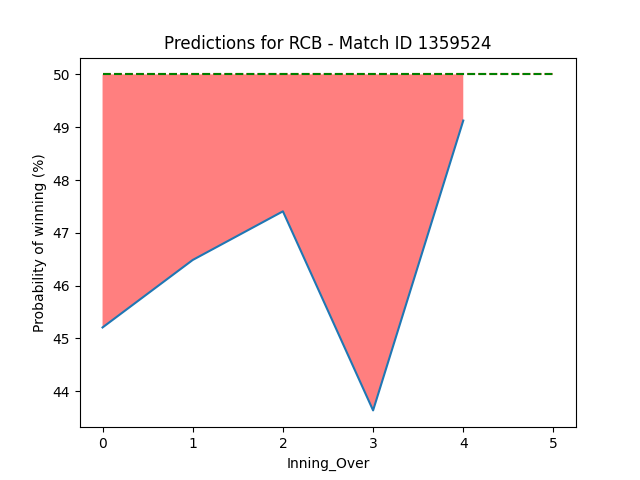 Predictions for RCB - Match ID 1359524
Probability of winning (%)
50
49
48
47
46
45
44
0 1 2 3 4 5
Inning_Over